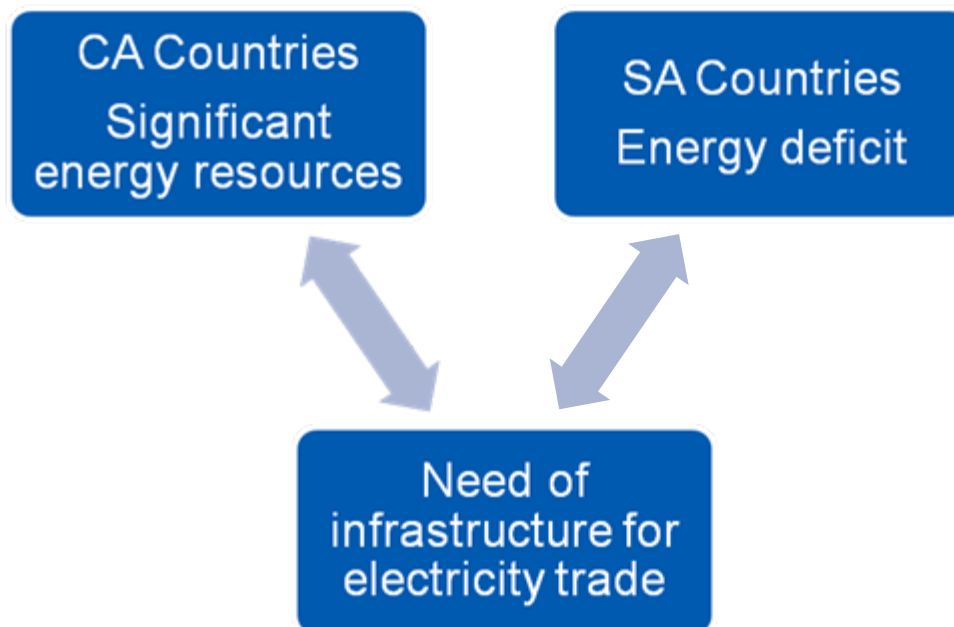 CA Countries
Significant
energy resources
SA Countries
Energy deficit
Need of
infrastructure for
electricity trade